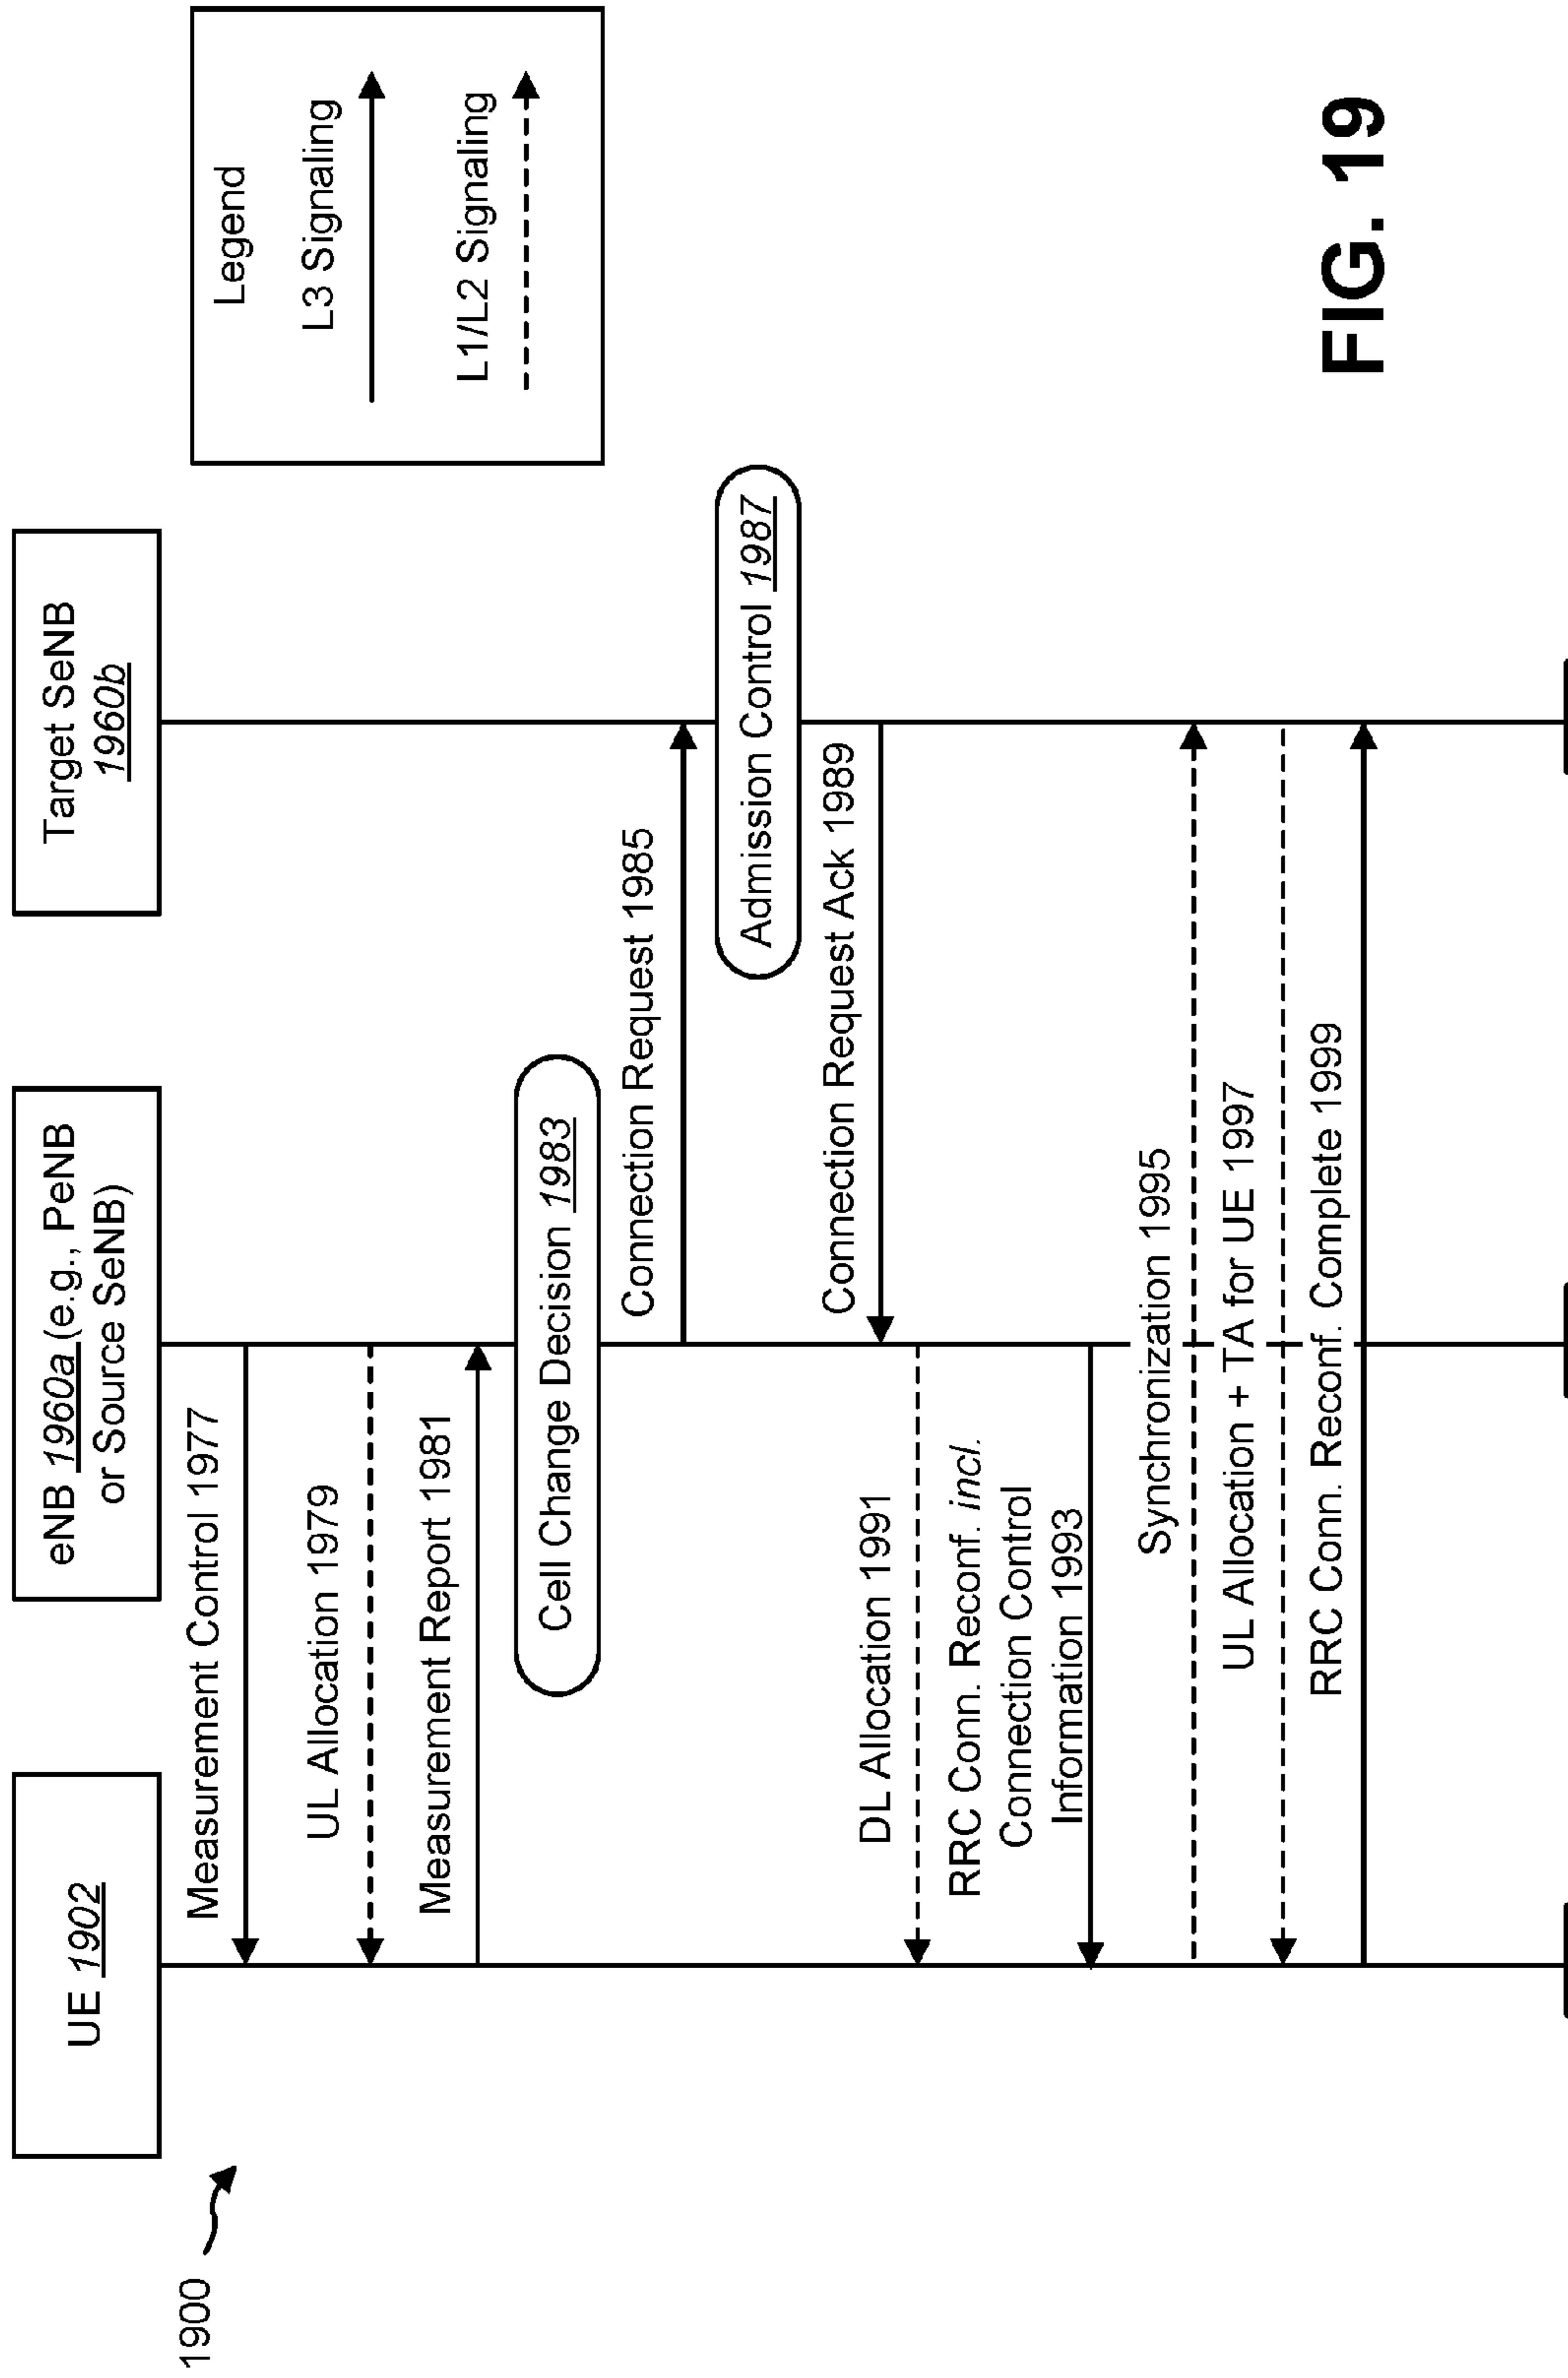 1900
UE 1902
eNB 1960a (e.g., PeNB
or Source SeNB)
Target SeNB
1960b
Legend
L3 Signaling
L1/L2 Signaling
Measurement Control 1977
UL Allocation 1979
Measurement Report 1981
Cell Change Decision 1983
Connection Request 1985
Admission Control 1987
Connection Request Ack 1989
DL Allocation 1991
RRC Conn. Reconf. incl.
Connection Control
Information 1993
Synchronization 1995
UL Allocation + TA for UE 1997
RRC Conn. Reconf. Complete 1999
FIG. 19